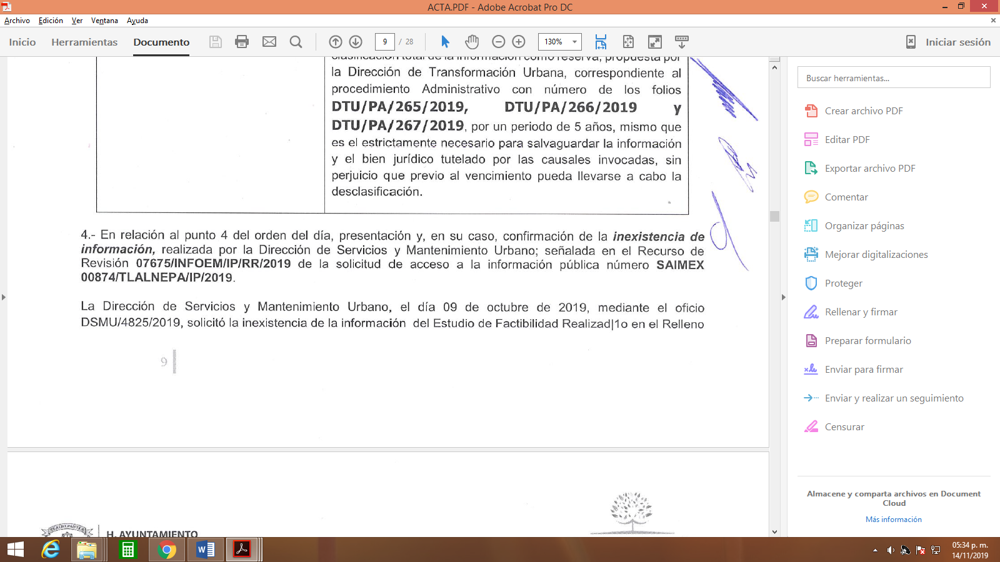 ACTA.PDF - Adobe Acrobat Pro DC
Archivo Edición Ver Ventana Ayuda
Inicio Herramientas Documento 9 / 28 130% Iniciar sesión
clasificación total de la información como reserva, propuesta por
la Dirección de Transformación Urbana, correspondiente al
procedimiento Administrativo con número de los folios
DTU/PA/265/2019, DTU/PA/266/2019 y
DTU/PA/267/2019, por un periodo de 5 años, mismo que
es el estrictamente necesario para salvaguardar la información
y el bien jurídico tutelado por las causales invocadas, sin
perjuicio que previo al vencimiento pueda llevarse a cabo la
desclasificación.
4.- En relación al punto 4 del orden del día, presentación y, en su caso, confirmación de la inexistencia de
información, realizada por la Dirección de Servicios y Mantenimiento Urbano; señalada en el Recurso de
Revisión 07675/INFOEM/IP/RR/2019 de la solicitud de acceso a la información pública número SAIMEX
00874/TLALNEPA/IP/2019.
La Dirección de Servicios y Mantenimiento Urbano, el día 09 de octubre de 2019, mediante el oficio
DSMU/4825/2019, solicitó la inexistencia de la información del Estudio de Factibilidad Realizad|1o en el Relleno
9
TLALNEPANTLA
H. AYUNTAMIENTO
Buscar herramientas...
Crear archivo PDF
Editar PDF
Exportar archivo PDF
Comentar
Organizar páginas
Mejorar digitalizaciones
Proteger
Rellenar y firmar
Preparar formulario
Enviar para firmar
Enviar y realizar un seguimiento
Censurar
Almacene y comparta archivos en Document
Cloud
Más información
05:34 p. m.
14/11/2019